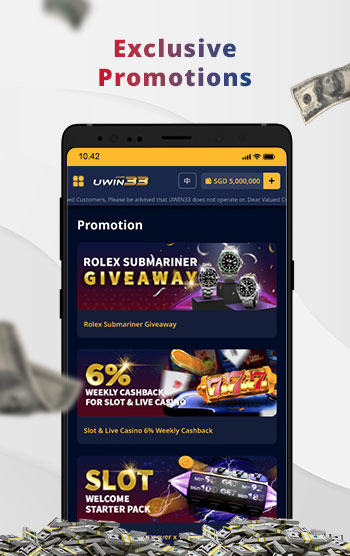 Exclusive
Promotions
10.42
UWIN33
中
SGD 5,000,000 +
ed Customers, Please be advised that UWIN33 does not operate or. Dear Valued C
Promotion
ROLEX SUBMARINER
GIVEAWAY
Rolex Submariner Giveaway
6%
WEEKLY CASHBACK
FOR SLOT & LIVE CASINO
777
Slot & Live Casino 6% Weekly Cashback
SLOT
WELCOME
STARTER PACK